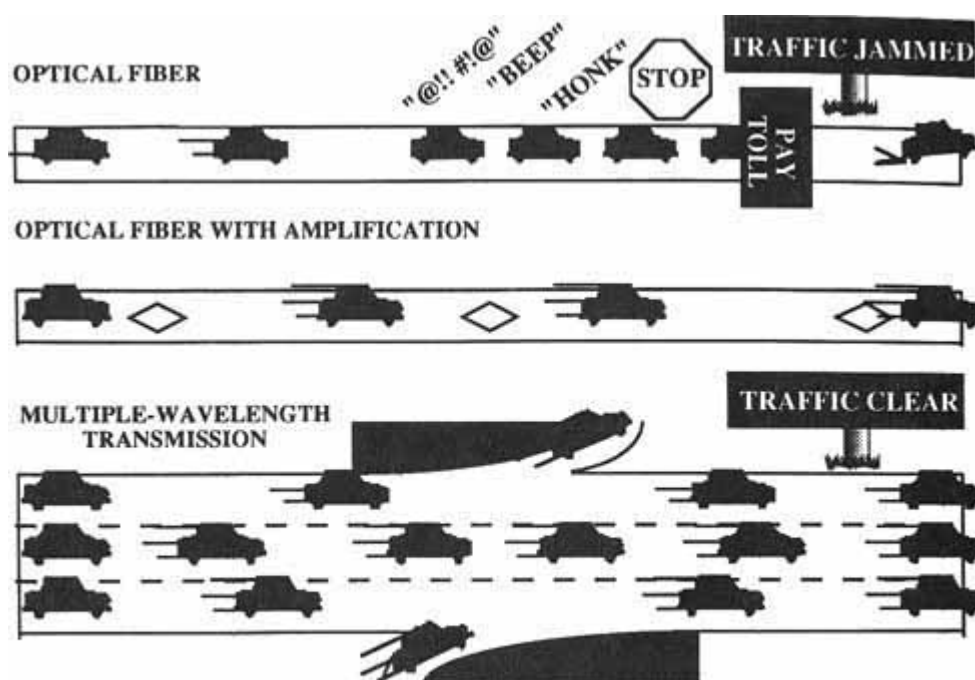 OPTICAL FIBER
"@!! #!@"
"BEEP"
"HONK"
STOP
TRAFFIC JAMMED
PAY
TOLL
OPTICAL FIBER WITH AMPLIFICATION
MULTIPLE-WAVELENGTH
TRANSMISSION
TRAFFIC CLEAR